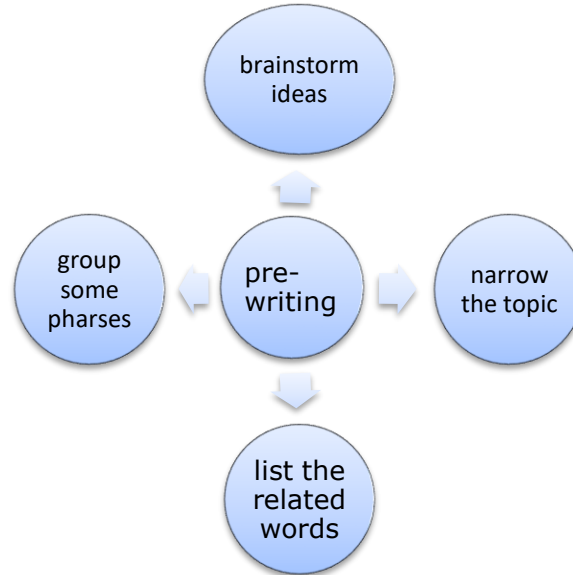 brainstorm
ideas
group
some
pharses
pre-
writing
narrow
the topic
list the
related
words